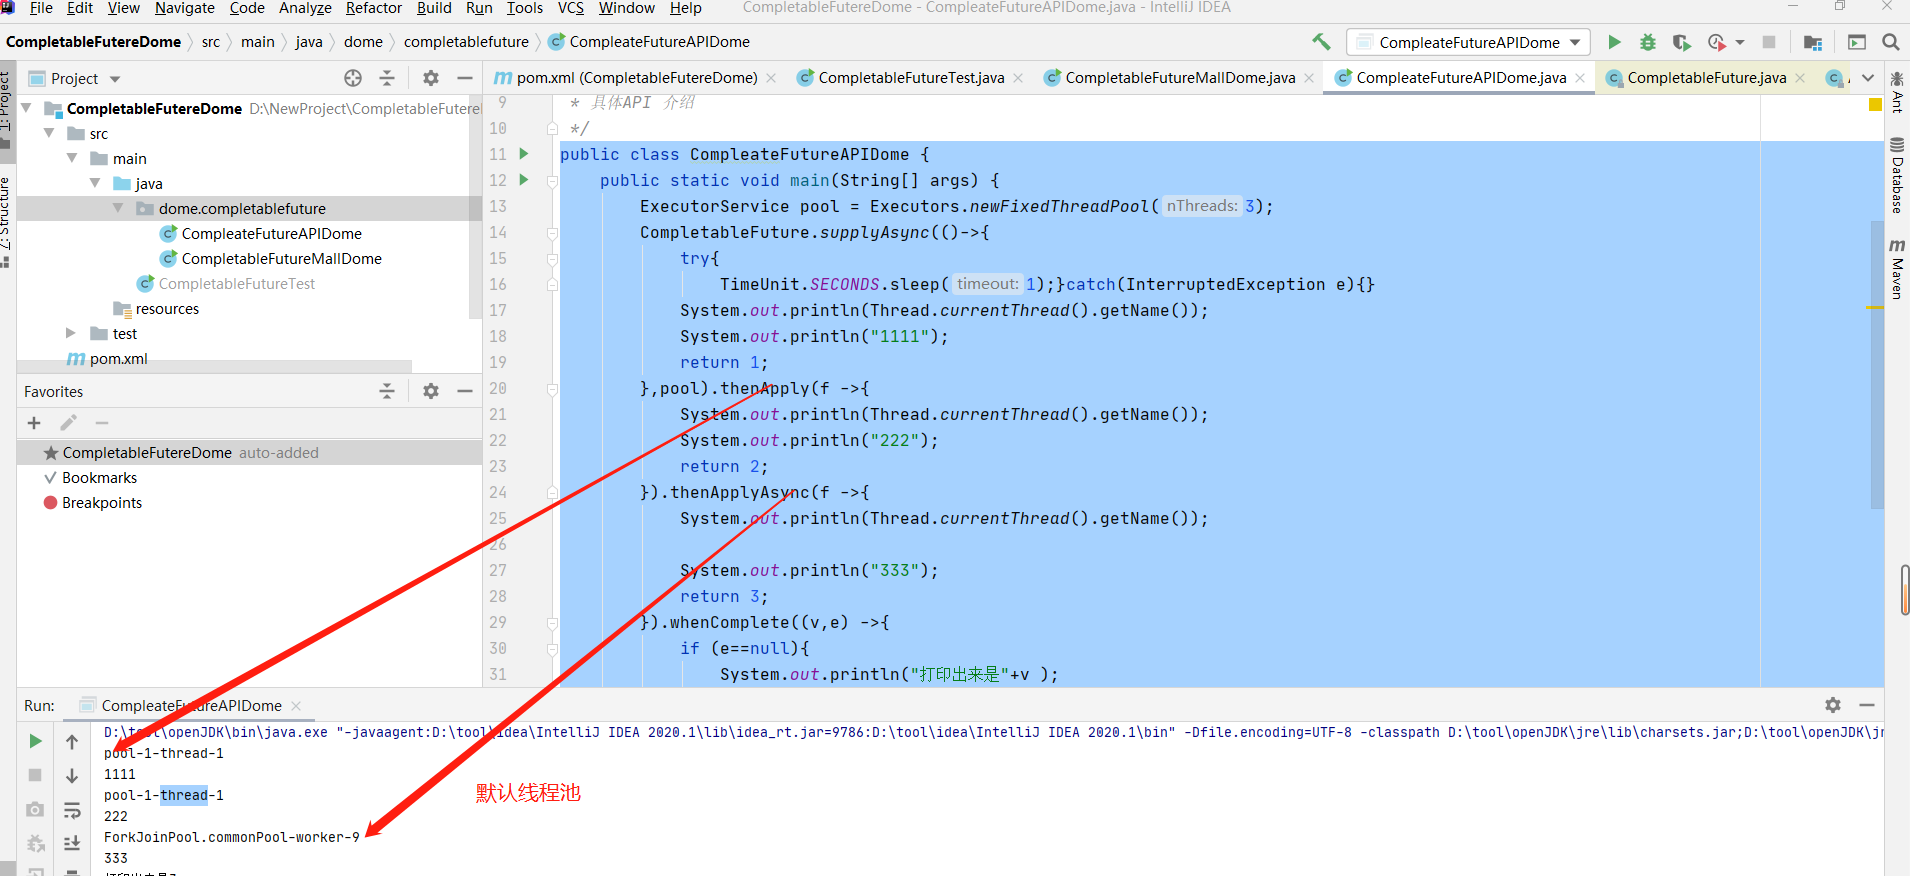 File Edit View Navigate Code Analyze Refactor Build Run Tools VCS Window Help CompletableFutereDome - CompleateFutureAPIDome.java - IntelliJ IDEA
CompletableFutereDome src main java dome completablefuture CompleateFutureAPIDome
CompleateFutureAPIDome
1: Project
7: Structure
Project
CompletableFutereDome D:\NewProject\CompletableFuterel
src
main
java
dome.completablefuture
CompleateFutureAPIDome
CompletableFutureMallDome
CompletableFutureTest
resources
test
pom.xml
Favorites
CompletableFutereDome auto-added
Bookmarks
Breakpoints
pom.xml (CompletableFutereDome) CompletableFutureTest.java CompletableFutureMallDome.java CompleateFutureAPIDome.java CompletableFuture.java
9 * 具体API 介绍
10 */
11 public class CompleateFutureAPIDome {
12 public static void main(String[] args) {
13 ExecutorService pool = Executors.newFixedThreadPool( nThreads: 3);
14 CompletableFuture.supplyAsync(()->{
15 try{
16 TimeUnit.SECONDS.sleep( timeout: 1);}catch(InterruptedException e){}
17 System.out.println(Thread.currentThread().getName());
18 System.out.println("1111");
19 return 1;
20 },pool).thenApply(f ->{
21 System.out.println(Thread.currentThread().getName());
22 System.out.println("222");
23 return 2;
24 }).thenApplyAsync(f ->{
25 System.out.println(Thread.currentThread().getName());
26
27 System.out.println("333");
28 return 3;
29 }).whenComplete((v,e) ->{
30 if (e==null){
31 System.out.println("打印出来是"+v );
Ant
Database
Maven
Run: CompleateFutureAPIDome
D:\tool\openJDK\bin\java.exe "-javaagent:D:\tool\idea\IntelliJ IDEA 2020.1\lib\idea_rt.jar=9786:D:\tool\idea\IntelliJ IDEA 2020.1\bin" -Dfile.encoding=UTF-8 -classpath D:\tool\openJDK\jre\lib\charsets.jar;D:\tool\openJDK\jr
pool-1-thread-1
1111
pool-1-thread-1
默认线程池
222
ForkJoinPool.commonPool-worker-9
333